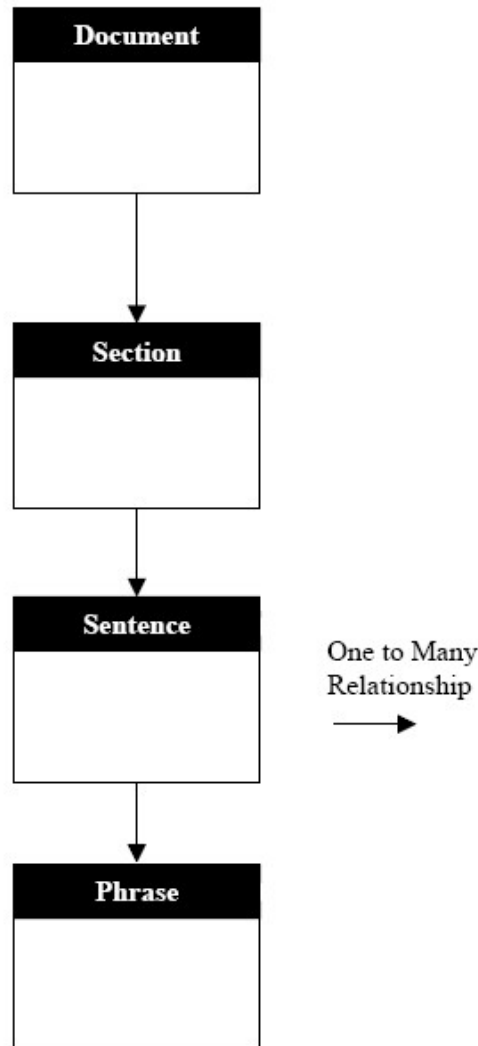 Document
Section
Sentence
One to Many
Relationship
Phrase